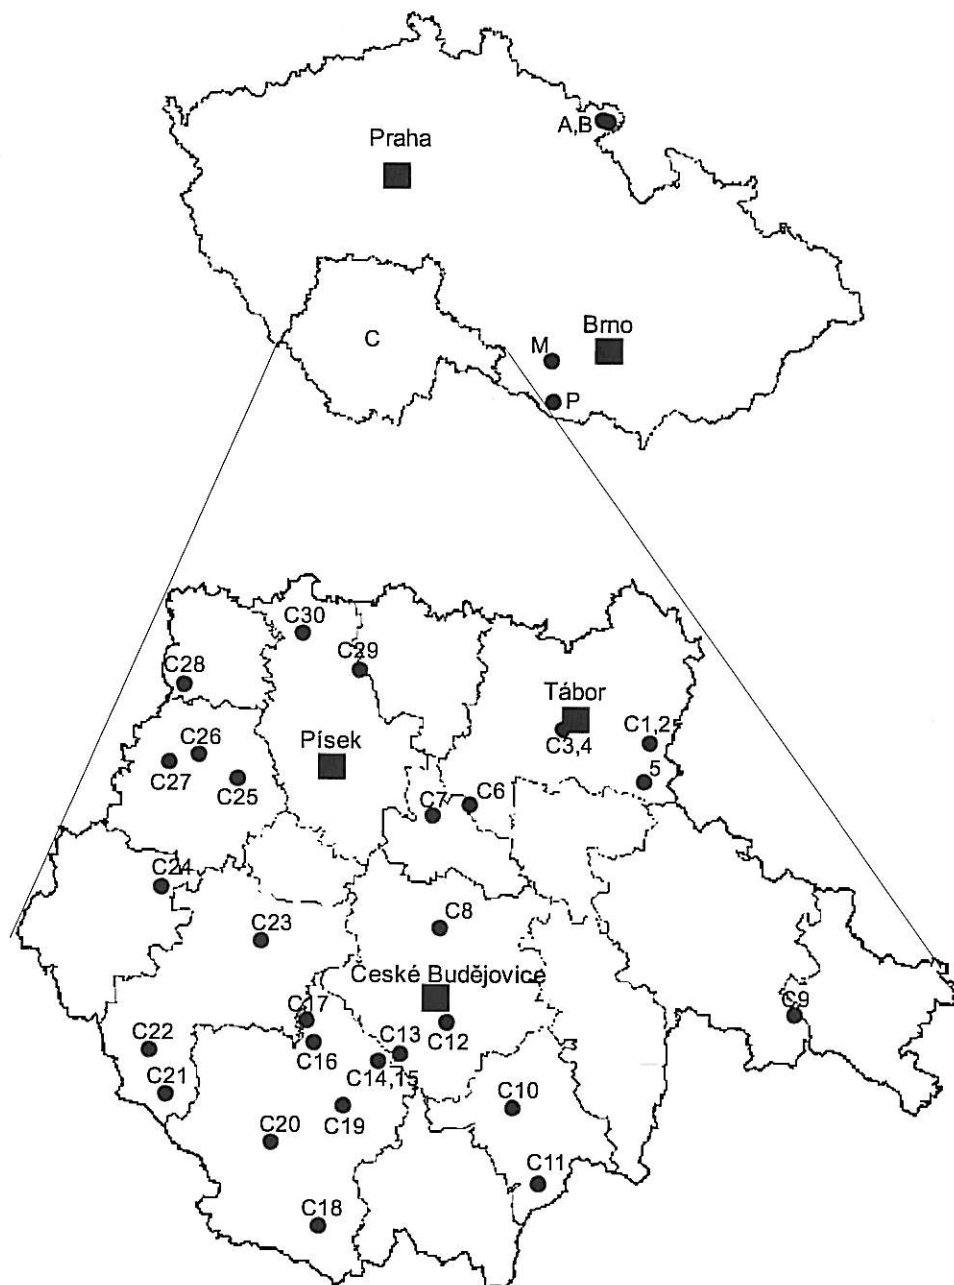 A,B
Praha
Brno
C
M
P
C30
C29
C28
Tábor
C1,2
C26
Písek
C3,4
5
C27
C25
C7
C6
C24
C8
C23
České Budějovice
C17
C9
C22
C13
C12
C16
C21
C14,15
C10
C19
C20
C11
C18